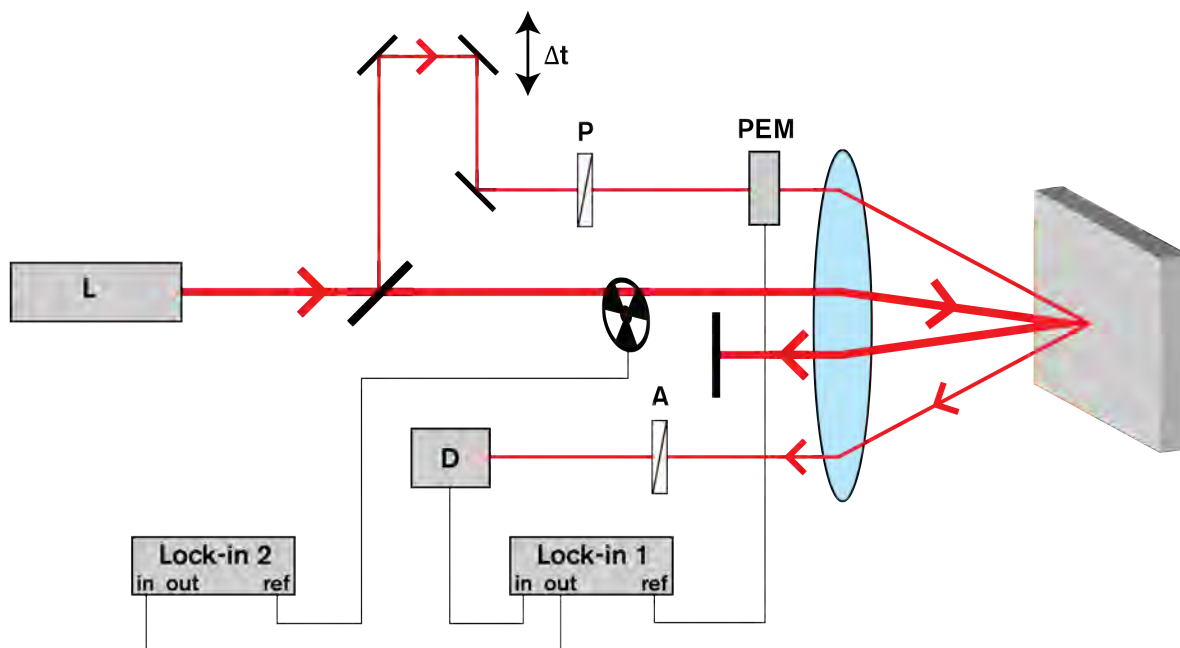 Δt
P
PEM
L
A
D
Lock-in 2
in out ref
Lock-in 1
in out ref